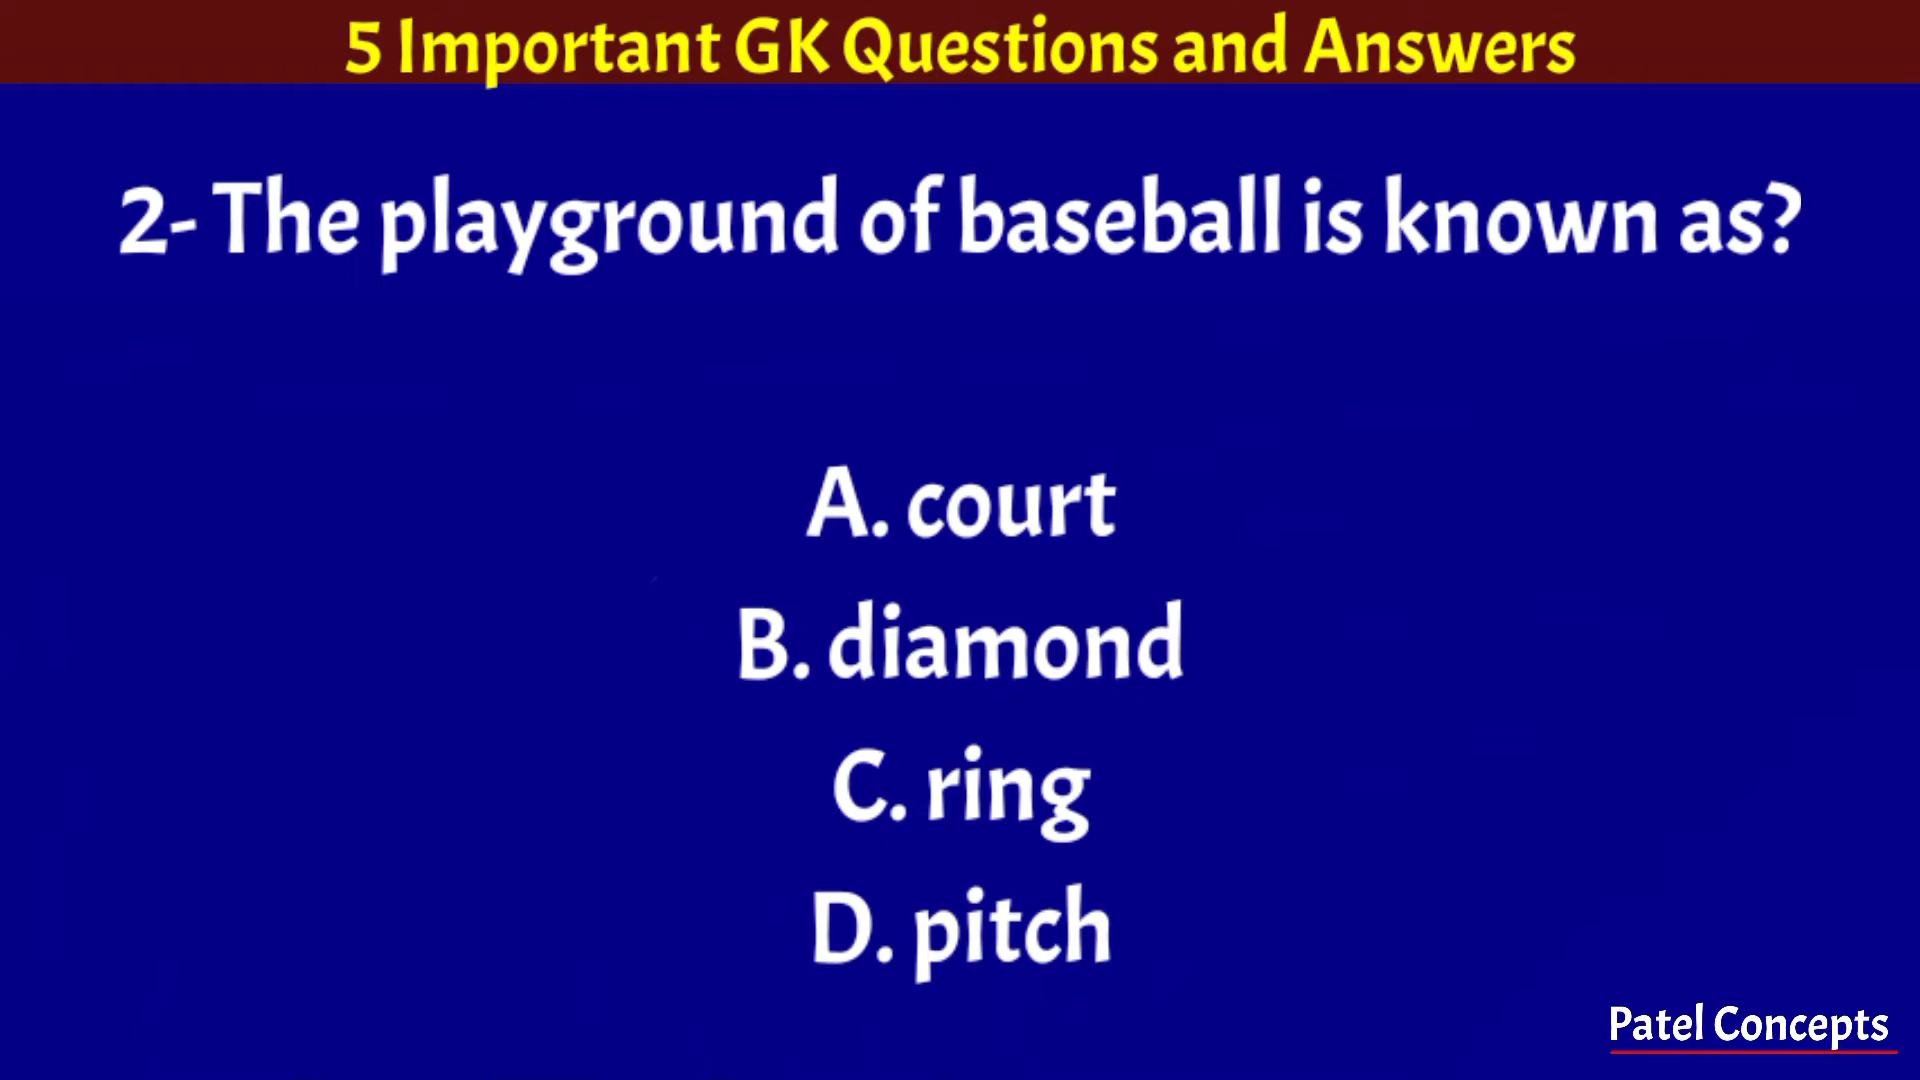 5 Important GK Questions and Answers
2- The playground of baseball is known as?
A. court
B. diamond
C. ring
D. pitch
Patel Concepts